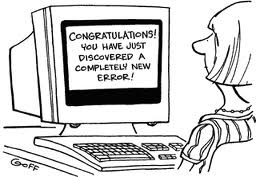 CONGRATULATIONS!
YOU HAVE JUST
DISCOVERED A
COMPLETELY NEW
ERROR!
GOFF